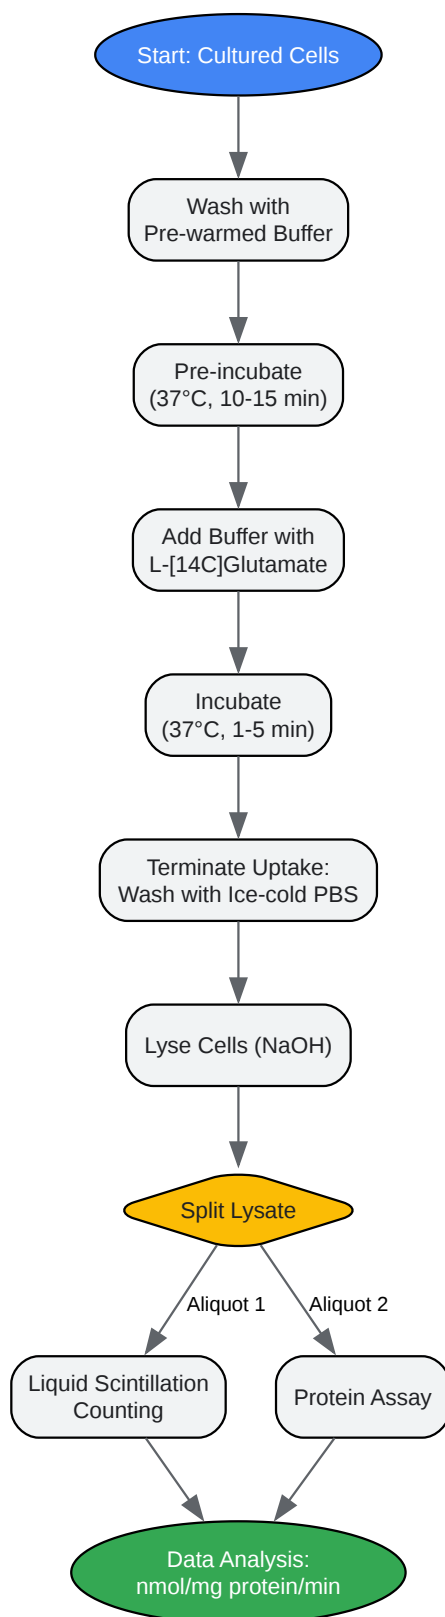 Start: Cultured Cells
Wash with
Pre-warmed Buffer
Pre-incubate
(37°C, 10-15 min)
Add Buffer with
L-[14C]Glutamate
Incubate
(37°C, 1-5 min)
Terminate Uptake:
Wash with Ice-cold PBS
Lyse Cells (NaOH)
Split Lysate
Aliquot 1
Aliquot 2
Liquid Scintillation
Counting
Protein Assay
Data Analysis:
nmol/mg protein/min